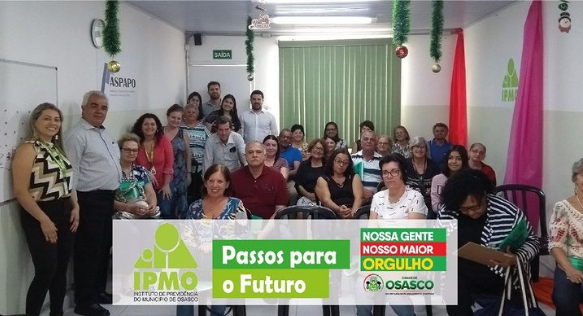 SAÍDA
ASPAPO
IPMO
IPMO
INSTITUTO DE PREVIDÊNCIA
DO MUNICÍPIO DE OSASCO
Passos para
o Futuro
NOSSA GENTE
NOSSO MAIOR
ORGULHO
OSASCO